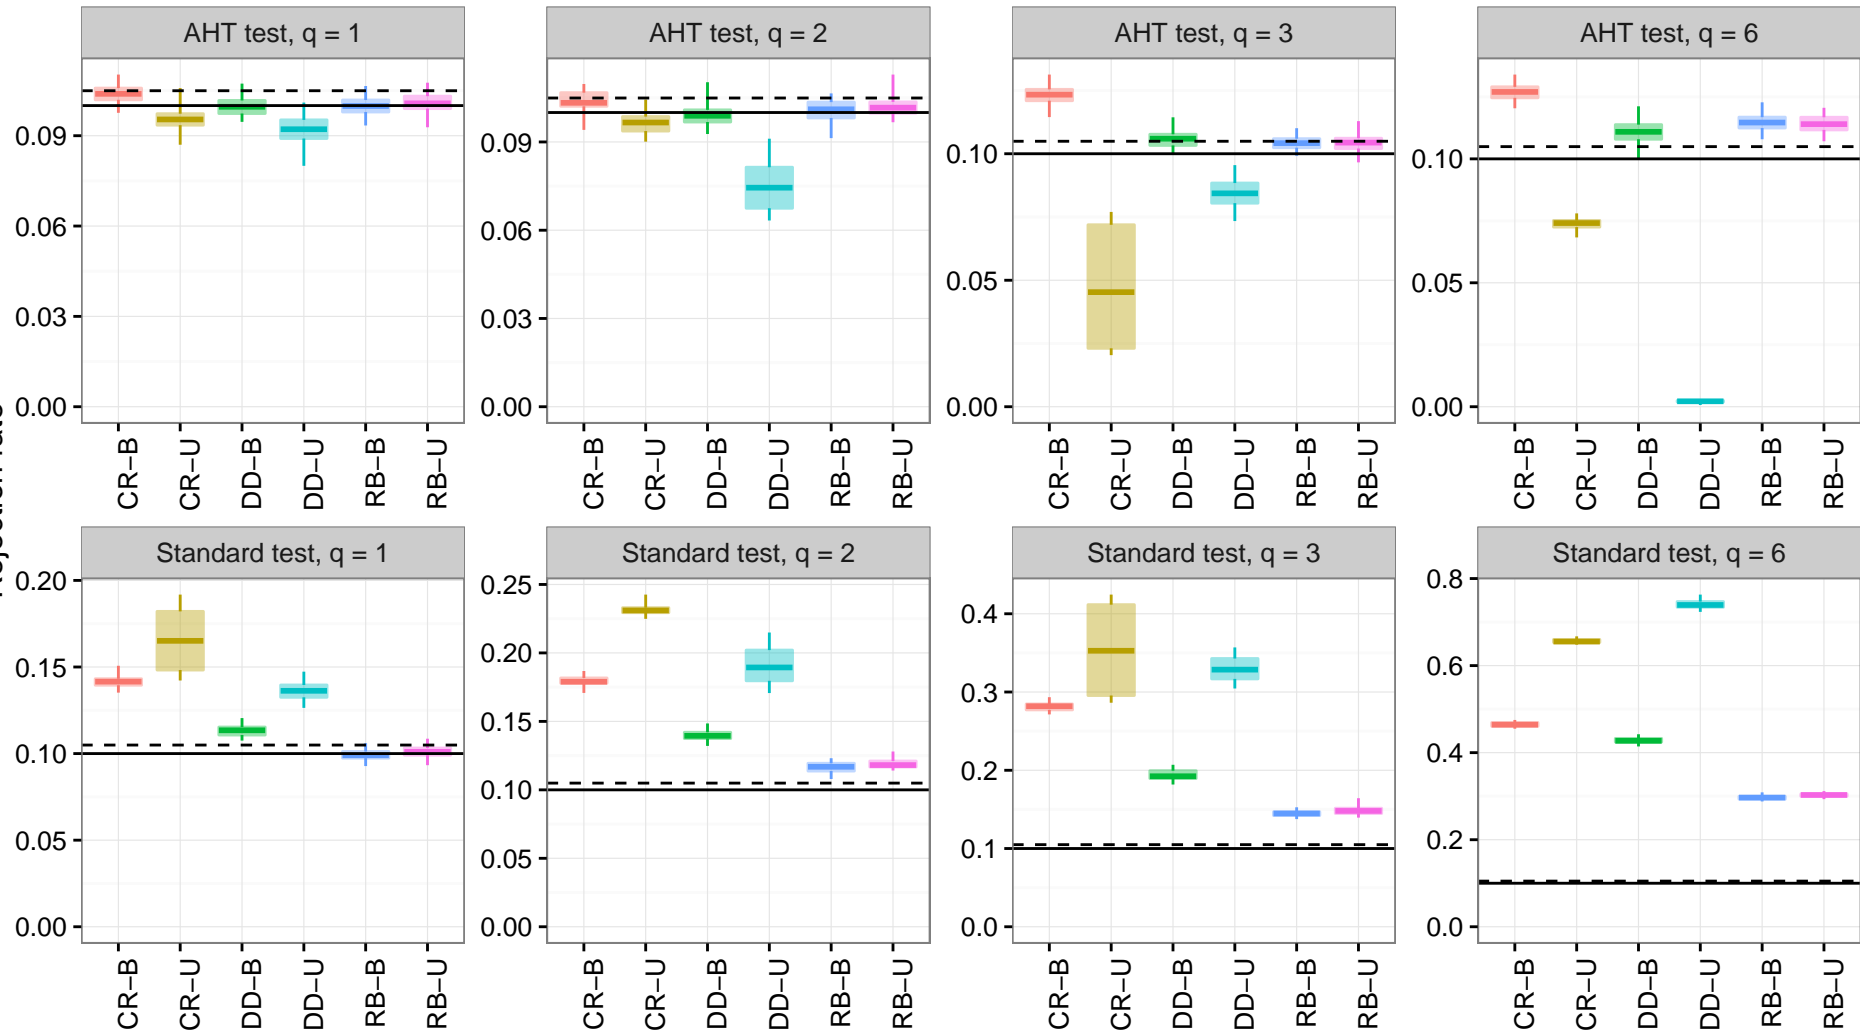 AHT test, q = 1
AHT test, q = 2
AHT test, q = 3
AHT test, q = 6
0.09
0.06
0.03
0.00
0.09
0.06
0.03
0.00
0.10
0.05
0.00
0.10
0.05
0.00
CR–B
CR–U
DD–B
DD–U
RB–B
RB–U
CR–B
CR–U
DD–B
DD–U
RB–B
RB–U
CR–B
CR–U
DD–B
DD–U
RB–B
RB–U
CR–B
CR–U
DD–B
DD–U
RB–B
RB–U
Standard test, q = 1
Standard test, q = 2
Standard test, q = 3
Standard test, q = 6
0.20
0.15
0.10
0.05
0.00
0.25
0.20
0.15
0.10
0.05
0.00
0.4
0.3
0.2
0.1
0.0
0.8
0.6
0.4
0.2
0.0
CR–B
CR–U
DD–B
DD–U
RB–B
RB–U
CR–B
CR–U
DD–B
DD–U
RB–B
RB–U
CR–B
CR–U
DD–B
DD–U
RB–B
RB–U
CR–B
CR–U
DD–B
DD–U
RB–B
RB–U